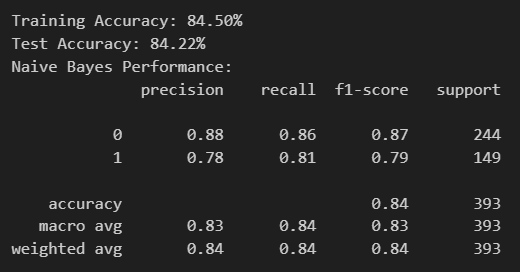 Training Accuracy: 84.50%
Test Accuracy: 84.22%
Naive Bayes Performance:
              precision    recall  f1-score   support

           0       0.88      0.86      0.87       244
           1       0.78      0.81      0.79       149

    accuracy                           0.84       393
   macro avg       0.83      0.84      0.83       393
weighted avg       0.84      0.84      0.84       393